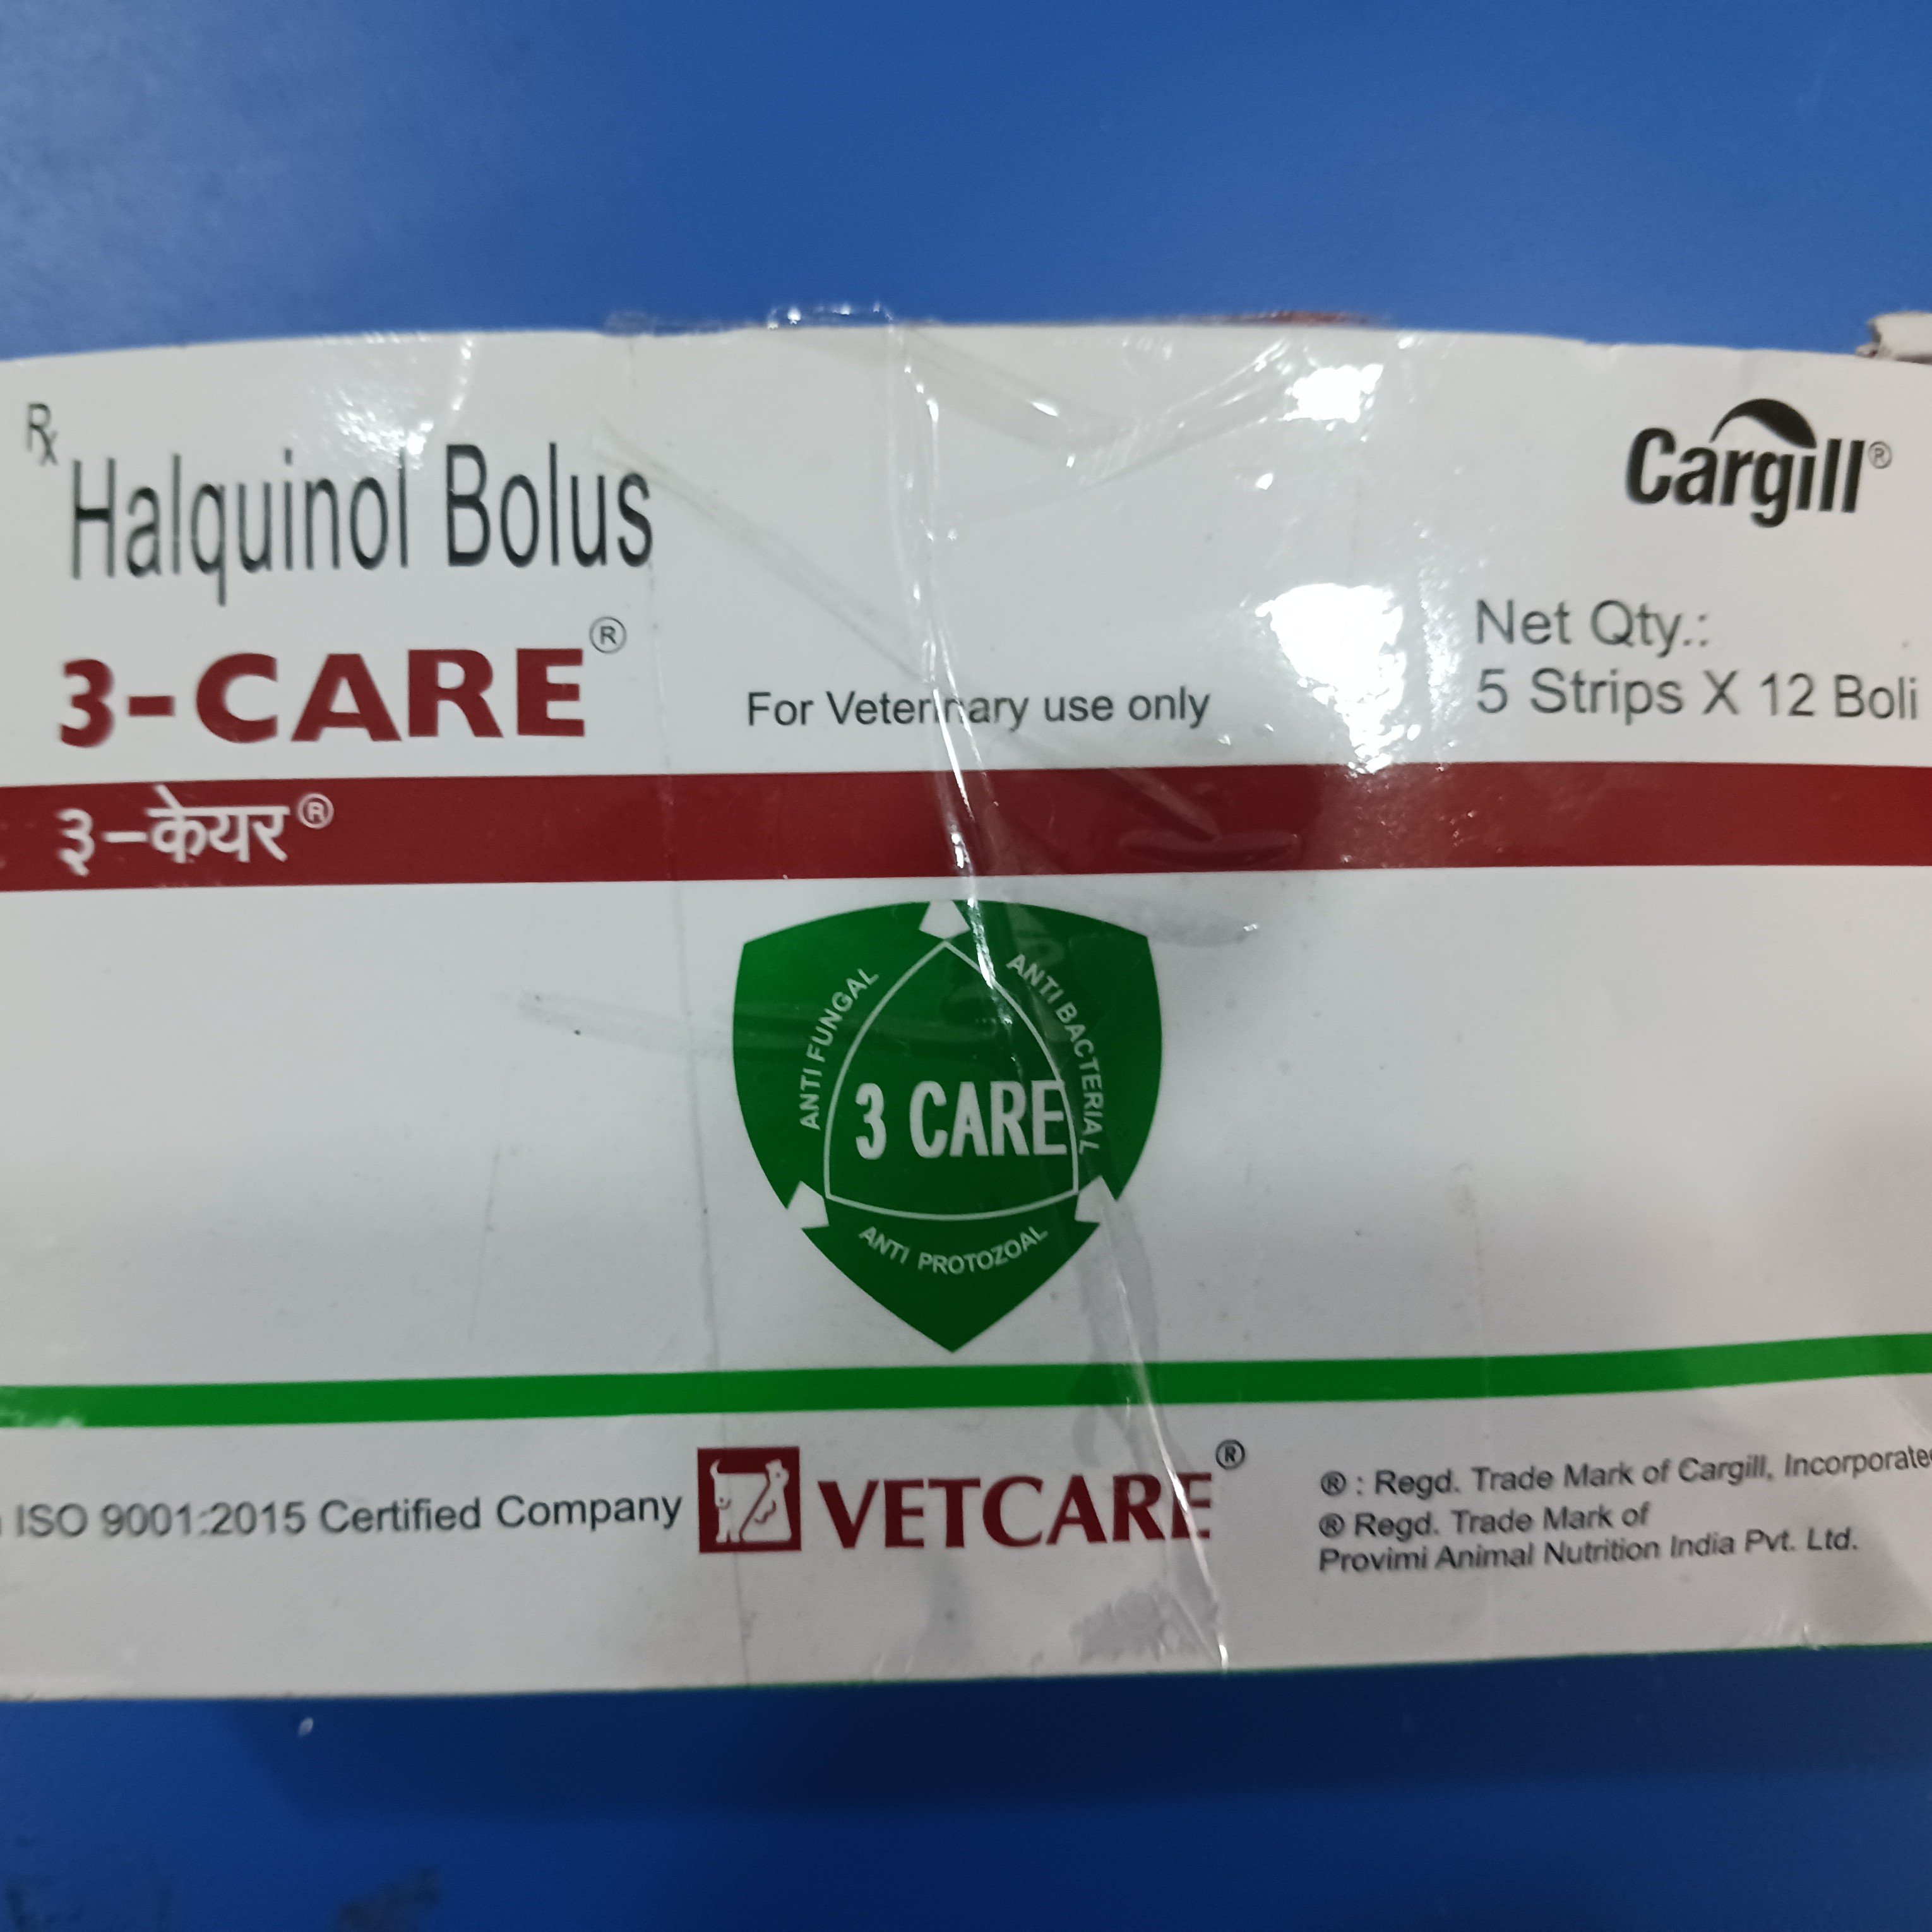 Rx
Halquinol Bolus
Cargill®
3-CARE®
For Veterinary use only
Net Qty.:
5 Strips X 12 Boli
३-केयर®
ANTI FUNGAL
ANTI BACTERIAL
3 CARE
ANTI PROTOZOAL
ISO 9001:2015 Certified Company
VETCARE®
® : Regd. Trade Mark of Cargill, Incorporated
® Regd. Trade Mark of
Provimi Animal Nutrition India Pvt. Ltd.